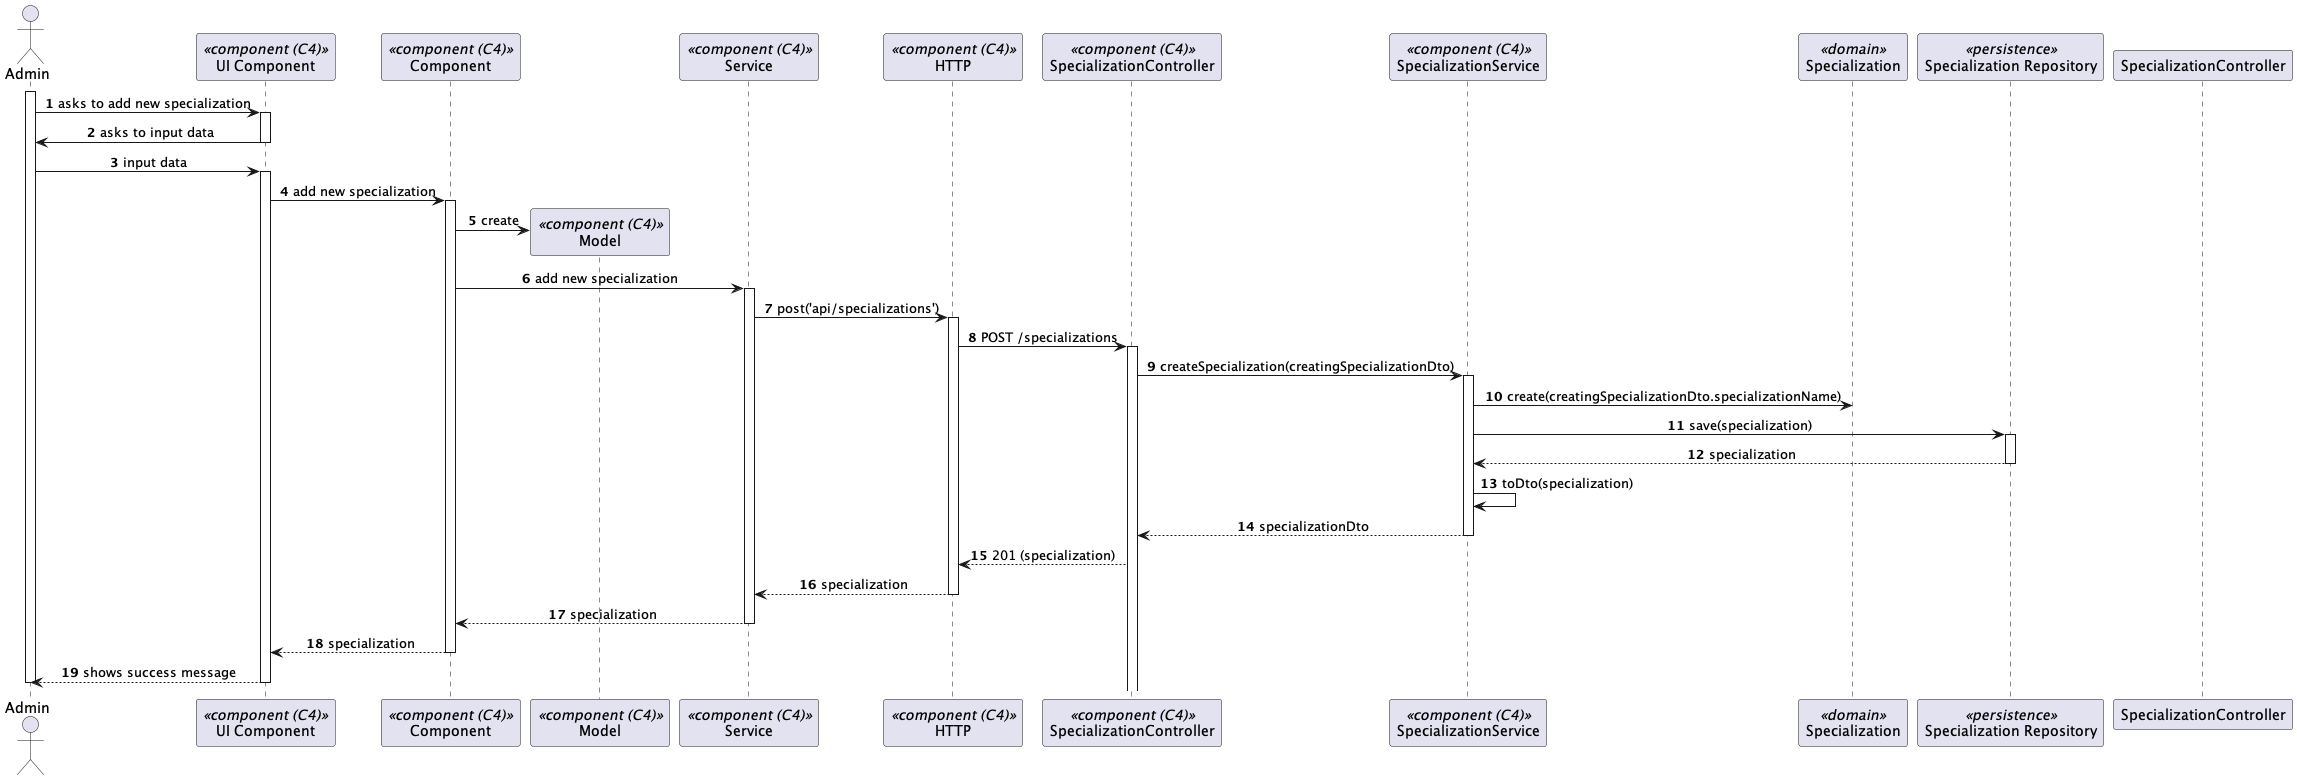 Admin
«component (C4)»
UI Component
«component (C4)»
Component
«component (C4)»
Service
«component (C4)»
HTTP
«component (C4)»
SpecializationController
«component (C4)»
SpecializationService
«domain»
Specialization
«persistence»
Specialization Repository
SpecializationController
1 asks to add new specialization
2 asks to input data
3 input data
4 add new specialization
5 create
«component (C4)»
Model
6 add new specialization
7 post('api/specializations')
8 POST /specializations
9 createSpecialization(creatingSpecializationDto)
10 create(creatingSpecializationDto.specializationName)
11 save(specialization)
12 specialization
13 toDto(specialization)
14 specializationDto
15 201 (specialization)
16 specialization
17 specialization
18 specialization
19 shows success message
Admin
«component (C4)»
UI Component
«component (C4)»
Component
«component (C4)»
Model
«component (C4)»
Service
«component (C4)»
HTTP
«component (C4)»
SpecializationController
«component (C4)»
SpecializationService
«domain»
Specialization
«persistence»
Specialization Repository
SpecializationController